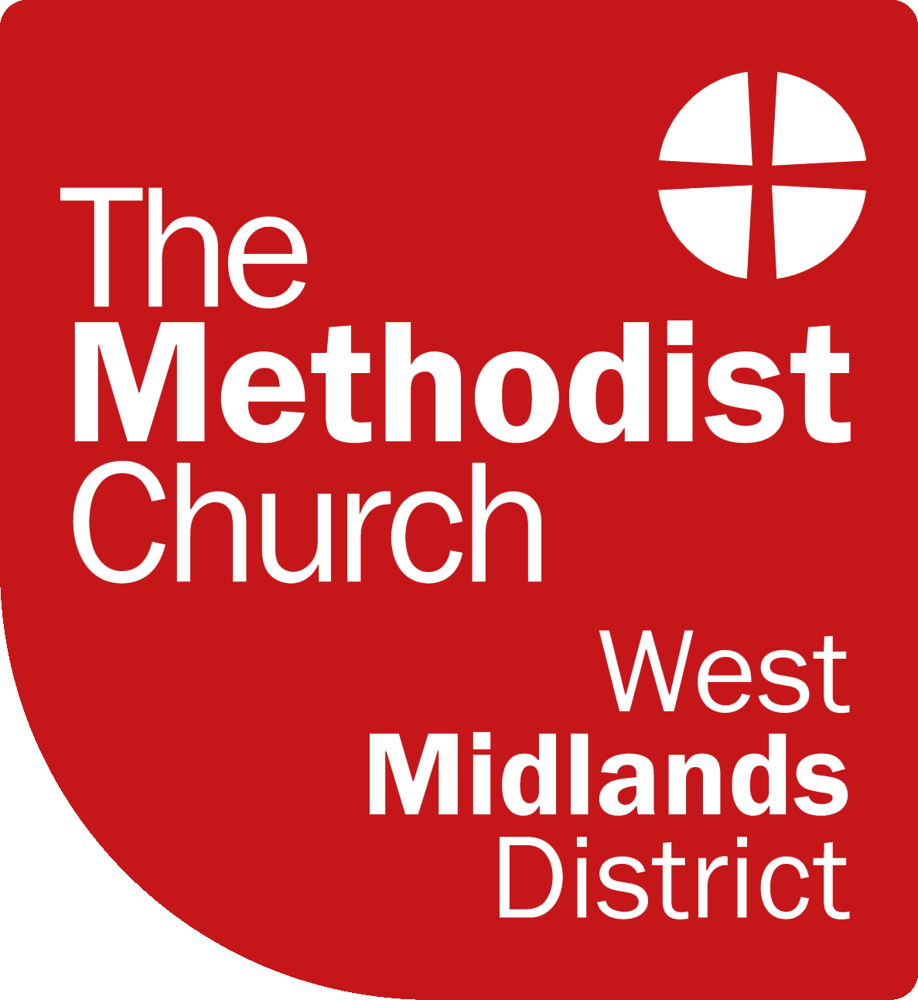 The
Methodist
Church
West
Midlands
District